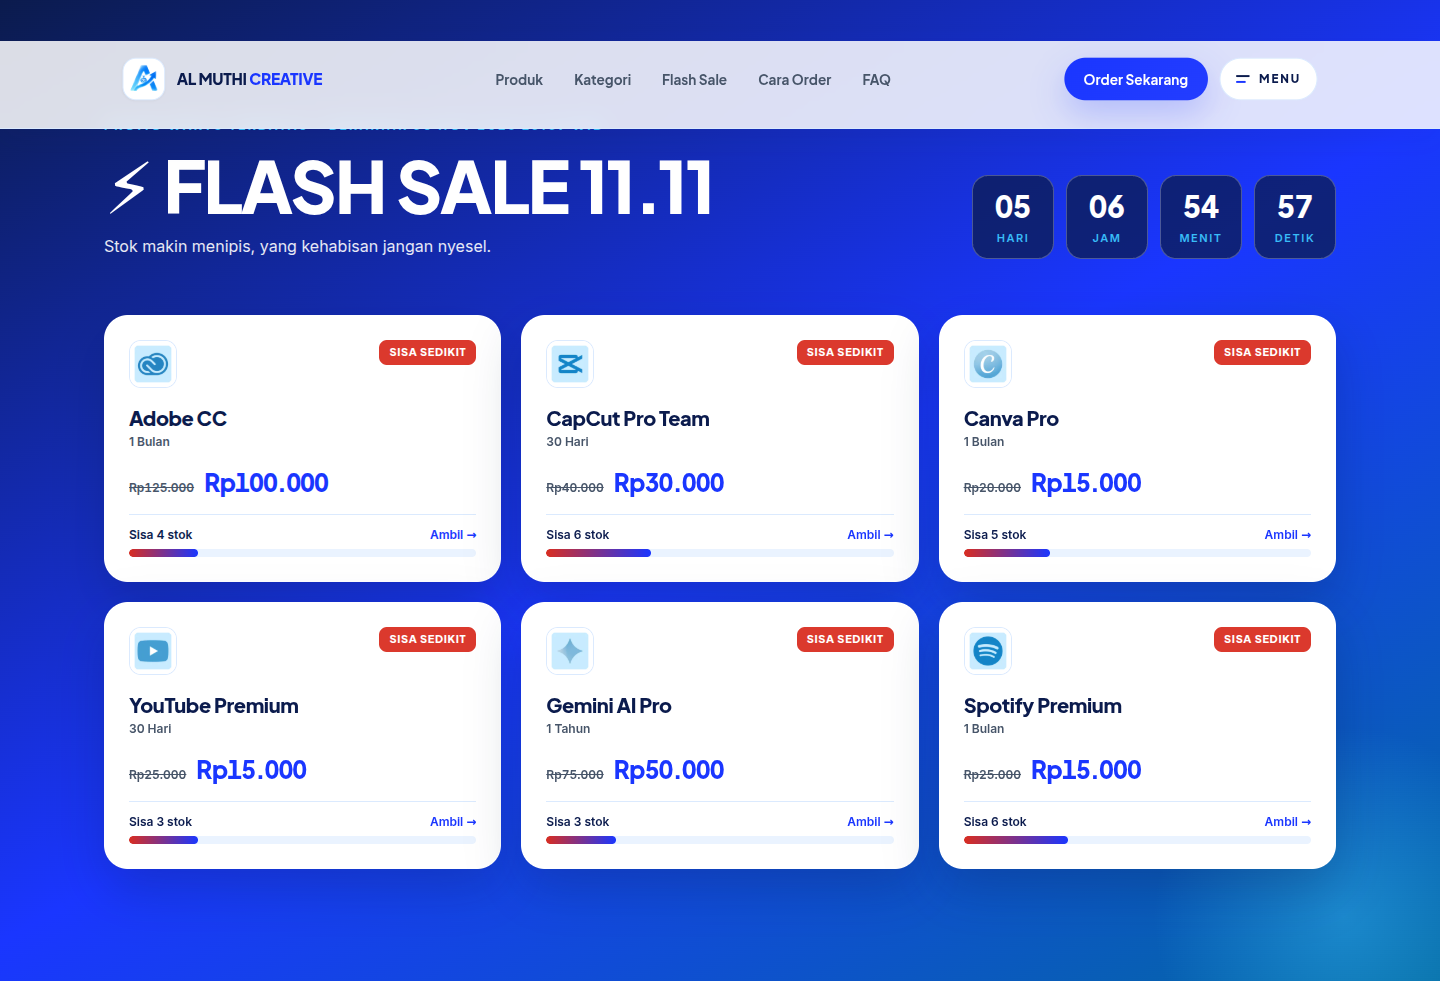 AL MUTHI CREATIVE
Produk
Kategori
Flash Sale
Cara Order
FAQ
Order Sekarang
MENU
⚡ FLASH SALE 11.11
Stok makin menipis, yang kehabisan jangan nyesel.
05
HARI
06
JAM
54
MENIT
57
DETIK
SISA SEDIKIT
Adobe CC
1 Bulan
Rp125.000 Rp100.000
Sisa 4 stok
Ambil →
SISA SEDIKIT
CapCut Pro Team
30 Hari
Rp40.000 Rp30.000
Sisa 6 stok
Ambil →
SISA SEDIKIT
Canva Pro
1 Bulan
Rp20.000 Rp15.000
Sisa 5 stok
Ambil →
SISA SEDIKIT
YouTube Premium
30 Hari
Rp25.000 Rp15.000
Sisa 3 stok
Ambil →
SISA SEDIKIT
Gemini AI Pro
1 Tahun
Rp75.000 Rp50.000
Sisa 3 stok
Ambil →
SISA SEDIKIT
Spotify Premium
1 Bulan
Rp25.000 Rp15.000
Sisa 6 stok
Ambil →